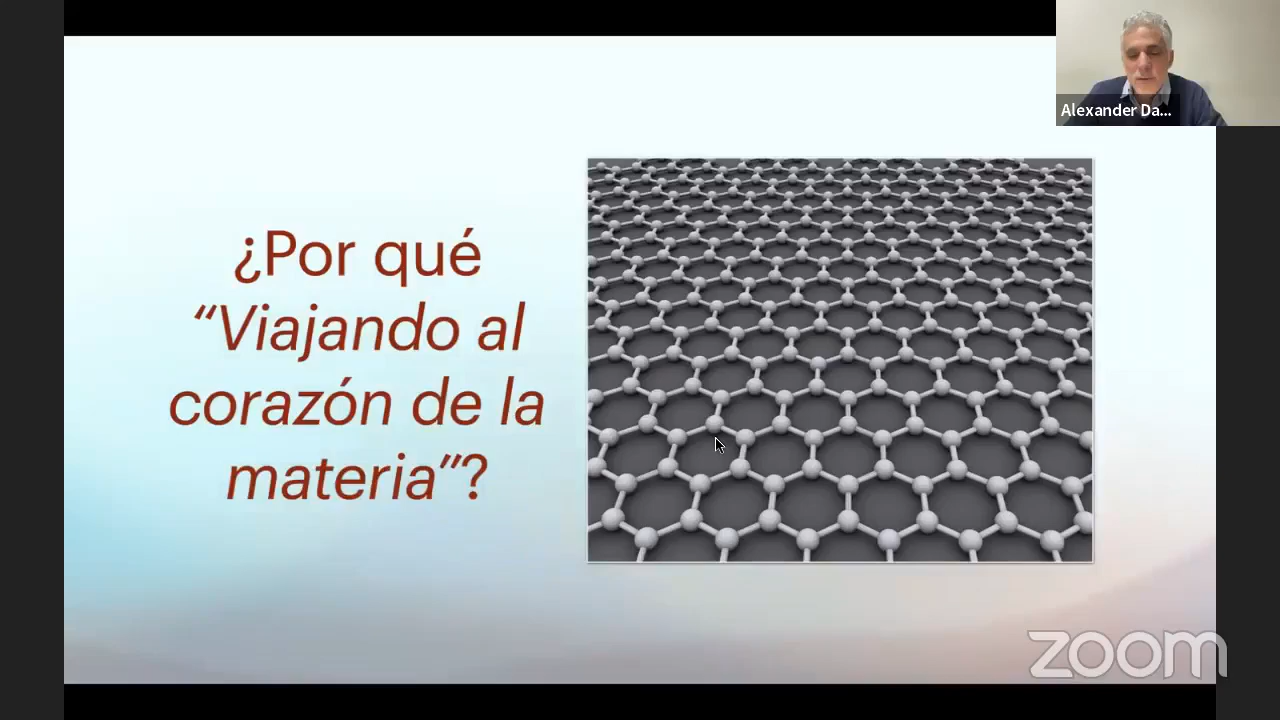 Alexander Da...
¿Por qué
“Viajando al
corazón de la
materia”?
zoom